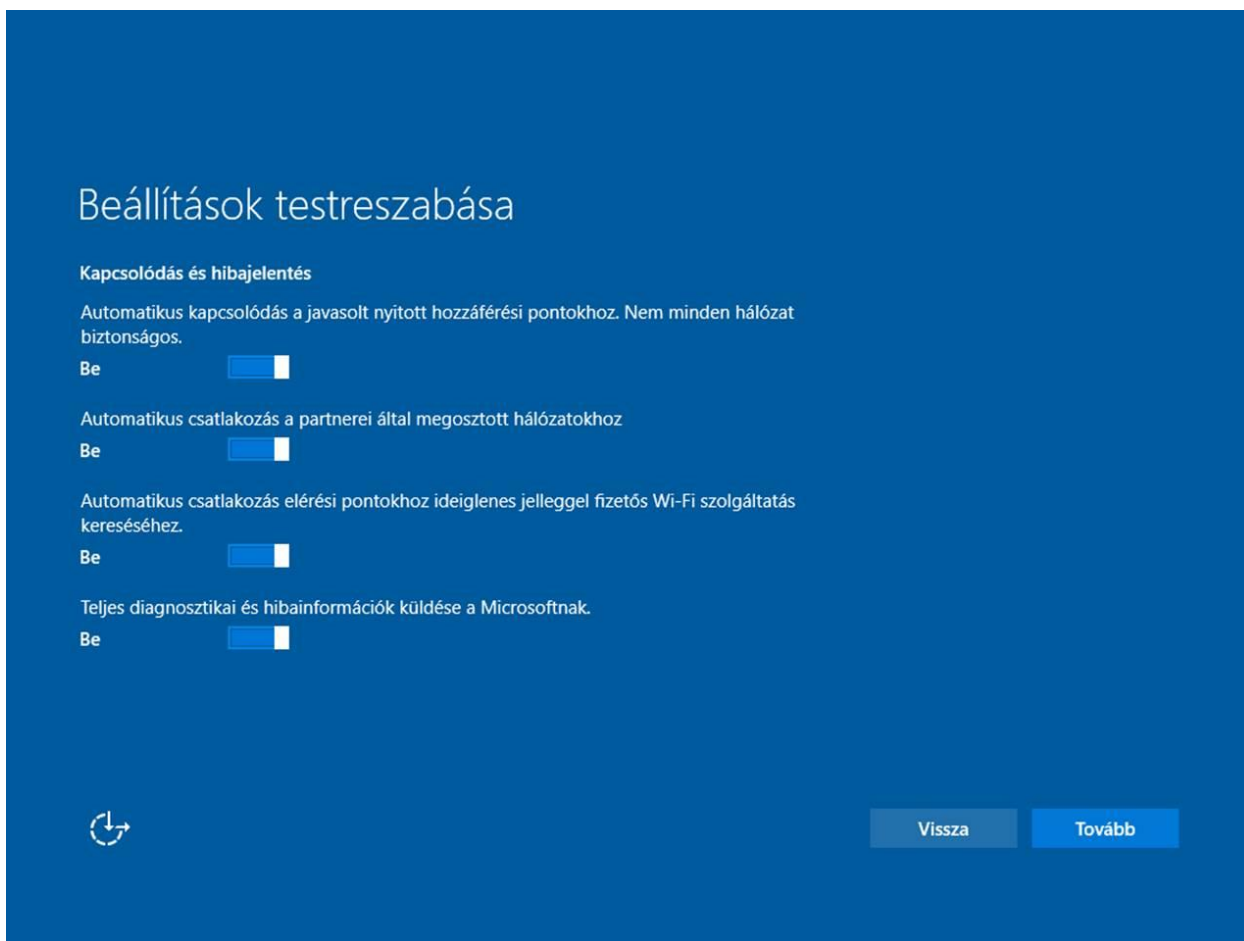 Beállítások testreszabása
Kapcsolódás és hibajelentés
Automatikus kapcsolódás a javasolt nyitott hozzáférési pontokhoz. Nem minden hálózat
biztonságos.
Be
Automatikus csatlakozás a partnerei által megosztott hálózatokhoz
Be
Automatikus csatlakozás elérési pontokhoz ideiglenes jelleggel fizetős Wi-Fi szolgáltatás
kereséséhez.
Be
Teljes diagnosztikai és hibainformációk küldése a Microsoftnak.
Be
Vissza
Tovább